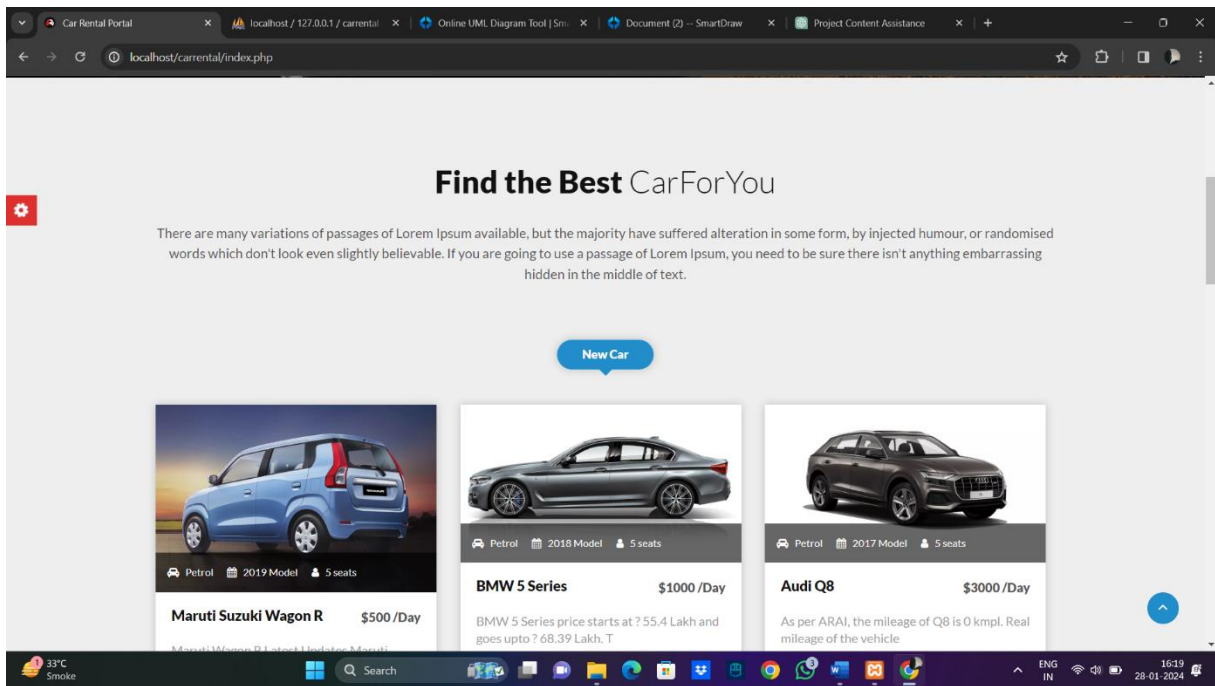 Car Rental Portal
localhost / 127.0.0.1 / carrental
Online UML Diagram Tool | Sm
Document (2) -- SmartDraw
Project Content Assistance
localhost/carrental/index.php
Find the Best CarForYou
There are many variations of passages of Lorem Ipsum available, but the majority have suffered alteration in some form, by injected humour, or randomised
words which don't look even slightly believable. If you are going to use a passage of Lorem Ipsum, you need to be sure there isn't anything embarrassing
hidden in the middle of text.
New Car
Petrol 2019 Model 5 seats
Maruti Suzuki Wagon R $500 /Day
Maruti Wagon R Latest Updates Maruti
Petrol 2018 Model 5 seats
BMW 5 Series $1000 /Day
BMW 5 Series price starts at ? 55.4 Lakh and
goes upto ? 68.39 Lakh. T
Petrol 2017 Model 5 seats
Audi Q8 $3000 /Day
As per ARAI, the mileage of Q8 is 0 kmpl. Real
mileage of the vehicle
1
33°C
Smoke
Search
3
ENG
IN
16:19
28-01-2024